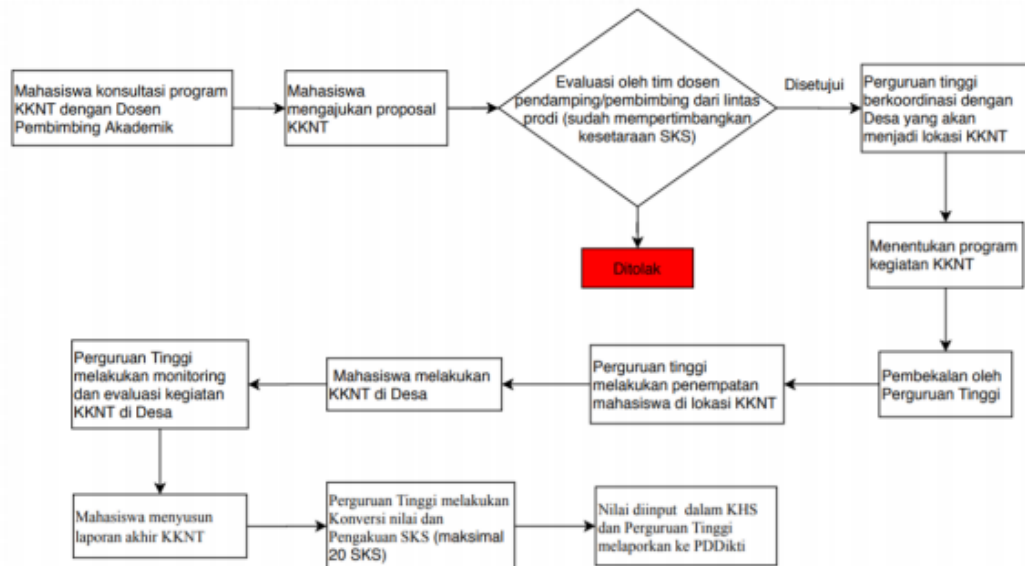 Mahasiswa konsultasi program
KKNT dengan Dosen
Pembimbing Akademik
Mahasiswa
mengajukan proposal
KKNT
Evaluasi oleh tim dosen
pendamping/pembimbing dari lintas
prodi (sudah mempertimbangkan
kesetaraan SKS)
Disetujui
Perguruan tinggi
berkoordinasi dengan
Desa yang akan
menjadi lokasi KKNT
Ditolak
Menentukan program
kegiatan KKNT
Pembekalan oleh
Perguruan Tinggi
Perguruan tinggi
melakukan penempatan
mahasiswa di lokasi KKNT
Mahasiswa melakukan
KKNT di Desa
Perguruan Tinggi
melakukan monitoring
dan evaluasi kegiatan
KKNT di Desa
Mahasiswa menyusun
laporan akhir KKNT
Perguruan Tinggi melakukan
Konversi nilai dan
Pengakuan SKS (maksimal
20 SKS)
Nilai diinput dalam KHS
dan Perguruan Tinggi
melaporkan ke PDDikti